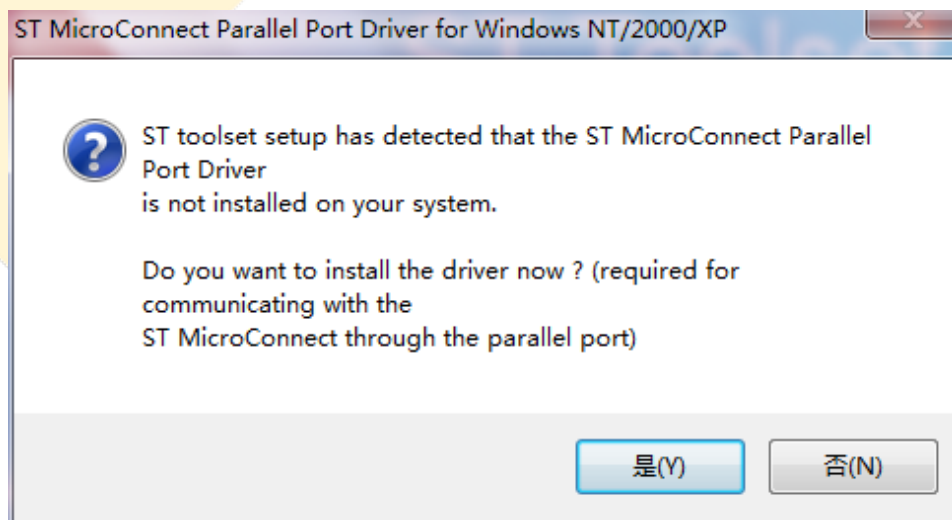 ST MicroConnect Parallel Port Driver for Windows NT/2000/XP
ST toolset setup has detected that the ST MicroConnect Parallel
Port Driver
is not installed on your system.
Do you want to install the driver now ? (required for
communicating with the
ST MicroConnect through the parallel port)
是(Y)
否(N)